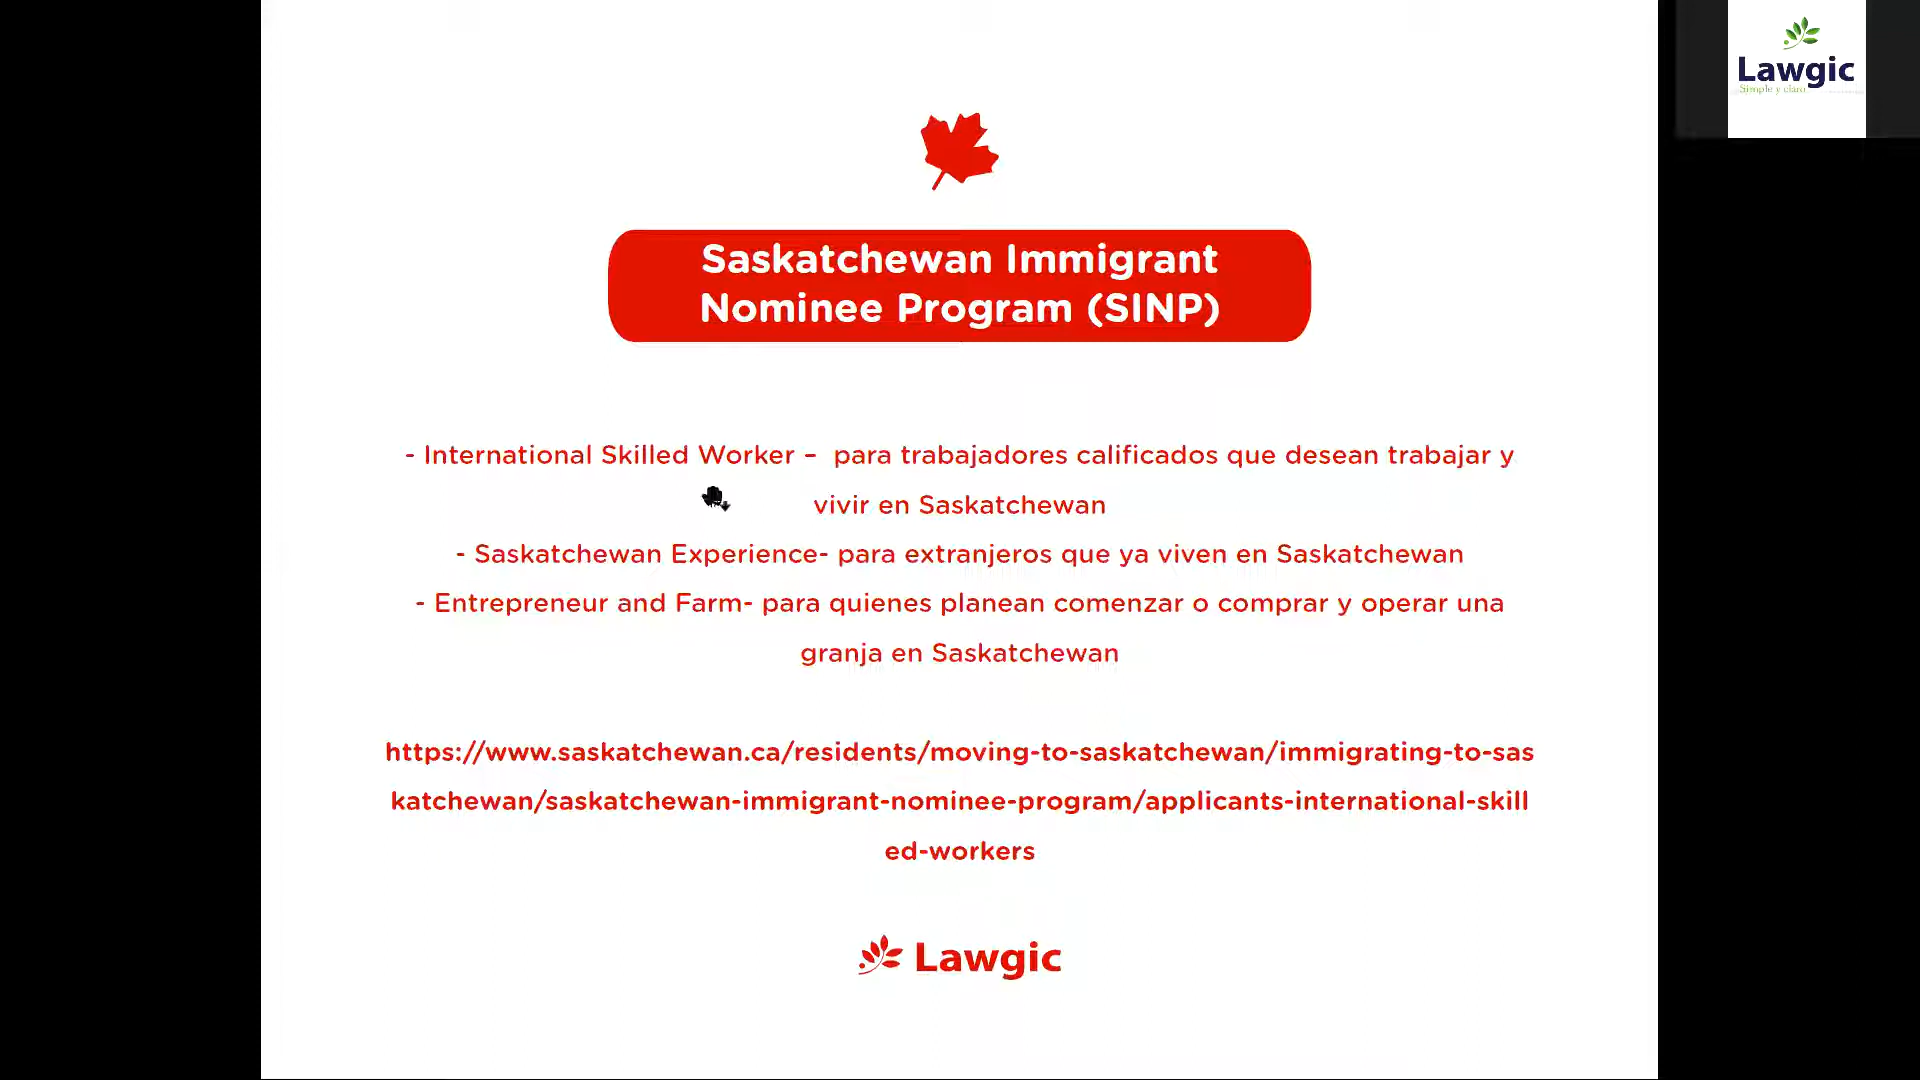 Lawgic
Simple y claro
Saskatchewan Immigrant
Nominee Program (SINP)
- International Skilled Worker – para trabajadores calificados que desean trabajar y
vivir en Saskatchewan
- Saskatchewan Experience- para extranjeros que ya viven en Saskatchewan
- Entrepreneur and Farm- para quienes planean comenzar o comprar y operar una
granja en Saskatchewan
https://www.saskatchewan.ca/residents/moving-to-saskatchewan/immigrating-to-sas
katchewan/saskatchewan-immigrant-nominee-program/applicants-international-skill
ed-workers
Lawgic